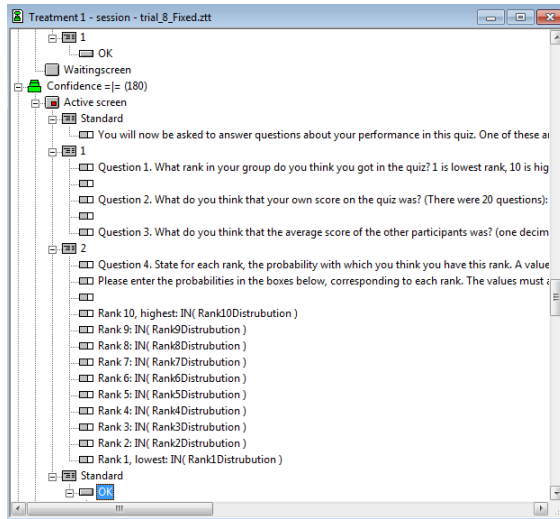 Treatment 1 - session - trial_8_Fixed.ztt
1
OK
Waitingscreen
Confidence =|= (180)
Active screen
Standard
You will now be asked to answer questions about your performance in this quiz. One of these a
1
Question 1. What rank in your group do you think you got in the quiz? 1 is lowest rank, 10 is hig
Question 2. What do you think that your own score on the quiz was? (There were 20 questions):
Question 3. What do you think that the average score of the other participants was? (one decim
2
Question 4. State for each rank, the probability with which you think you have this rank. A value
Please enter the probabilities in the boxes below, corresponding to each rank. The values must a
Rank 10, highest: IN( Rank10Distrubution )
Rank 9: IN( Rank9Distrubution )
Rank 8: IN( Rank8Distrubution )
Rank 7: IN( Rank7Distrubution )
Rank 6: IN( Rank6Distrubution )
Rank 5: IN( Rank5Distrubution )
Rank 4: IN( Rank4Distrubution )
Rank 3: IN( Rank3Distrubution )
Rank 2: IN( Rank2Distrubution )
Rank 1, lowest: IN( Rank1Distrubution )
Standard
OK